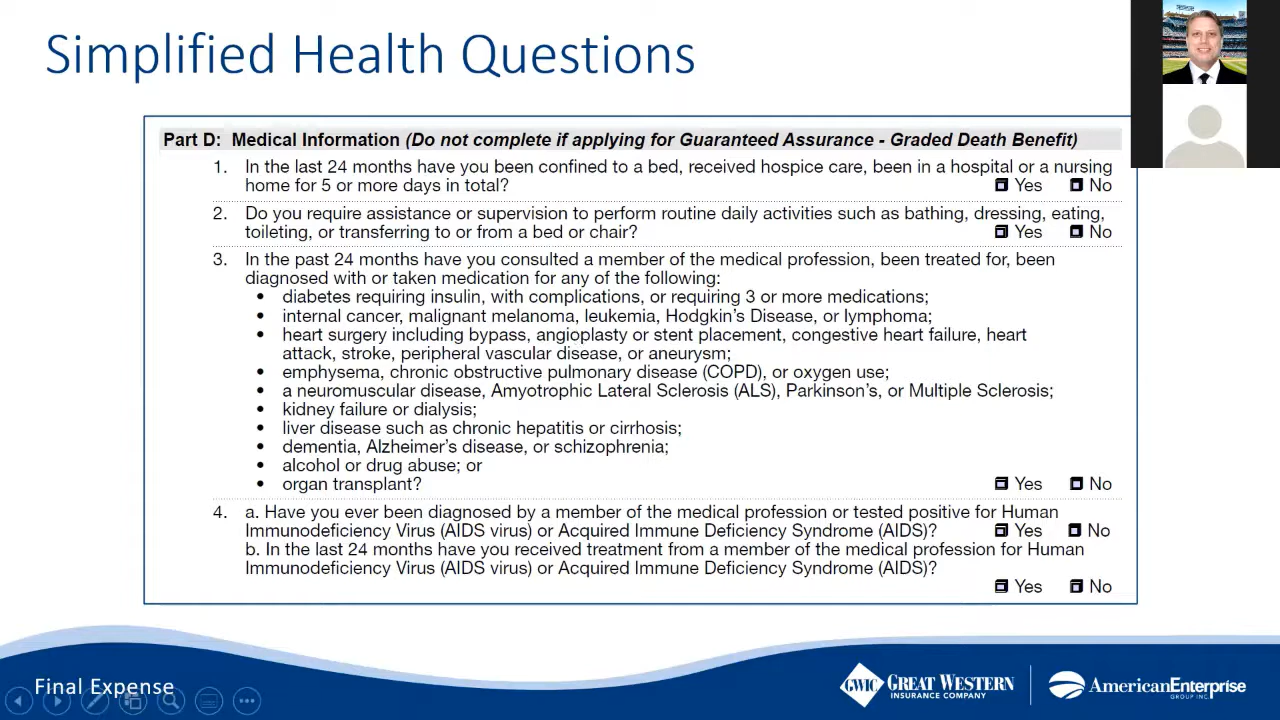 Simplified Health Questions
Part D: Medical Information (Do not complete if applying for Guaranteed Assurance - Graded Death Benefit)
1. In the last 24 months have you been confined to a bed, received hospice care, been in a hospital or a nursing
home for 5 or more days in total? Yes No
2. Do you require assistance or supervision to perform routine daily activities such as bathing, dressing, eating,
toileting, or transferring to or from a bed or chair? Yes No
3. In the past 24 months have you consulted a member of the medical profession, been treated for, been
diagnosed with or taken medication for any of the following:
• diabetes requiring insulin, with complications, or requiring 3 or more medications;
• internal cancer, malignant melanoma, leukemia, Hodgkin's Disease, or lymphoma;
• heart surgery including bypass, angioplasty or stent placement, congestive heart failure, heart
attack, stroke, peripheral vascular disease, or aneurysm;
• emphysema, chronic obstructive pulmonary disease (COPD), or oxygen use;
• a neuromuscular disease, Amyotrophic Lateral Sclerosis (ALS), Parkinson's, or Multiple Sclerosis;
• kidney failure or dialysis;
• liver disease such as chronic hepatitis or cirrhosis;
• dementia, Alzheimer's disease, or schizophrenia;
• alcohol or drug abuse; or
• organ transplant? Yes No
4. a. Have you ever been diagnosed by a member of the medical profession or tested positive for Human
Immunodeficiency Virus (AIDS virus) or Acquired Immune Deficiency Syndrome (AIDS)? Yes No
b. In the last 24 months have you received treatment from a member of the medical profession for Human
Immunodeficiency Virus (AIDS virus) or Acquired Immune Deficiency Syndrome (AIDS)?
Yes No
Final Expense
GWIC GREAT WESTERN
INSURANCE COMPANY
AmericanEnterprise
GROUP INC.